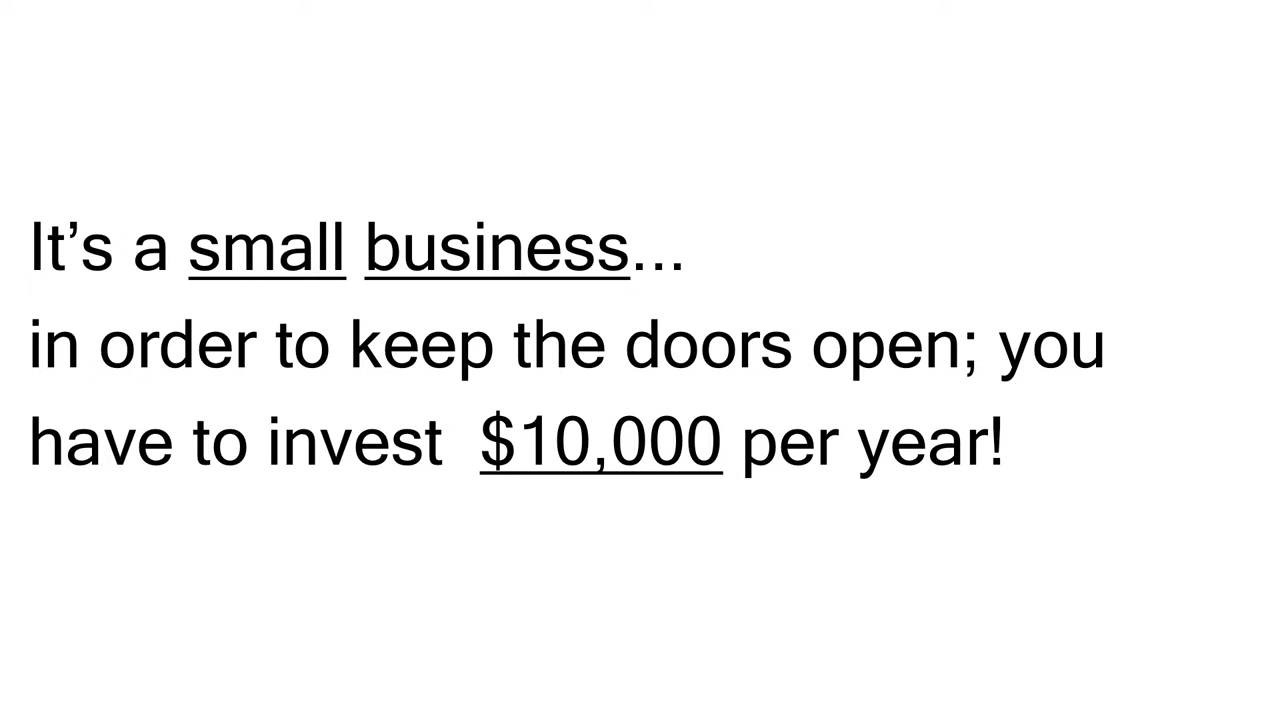 It’s a small business...
in order to keep the doors open; you
have to invest  $10,000 per year!